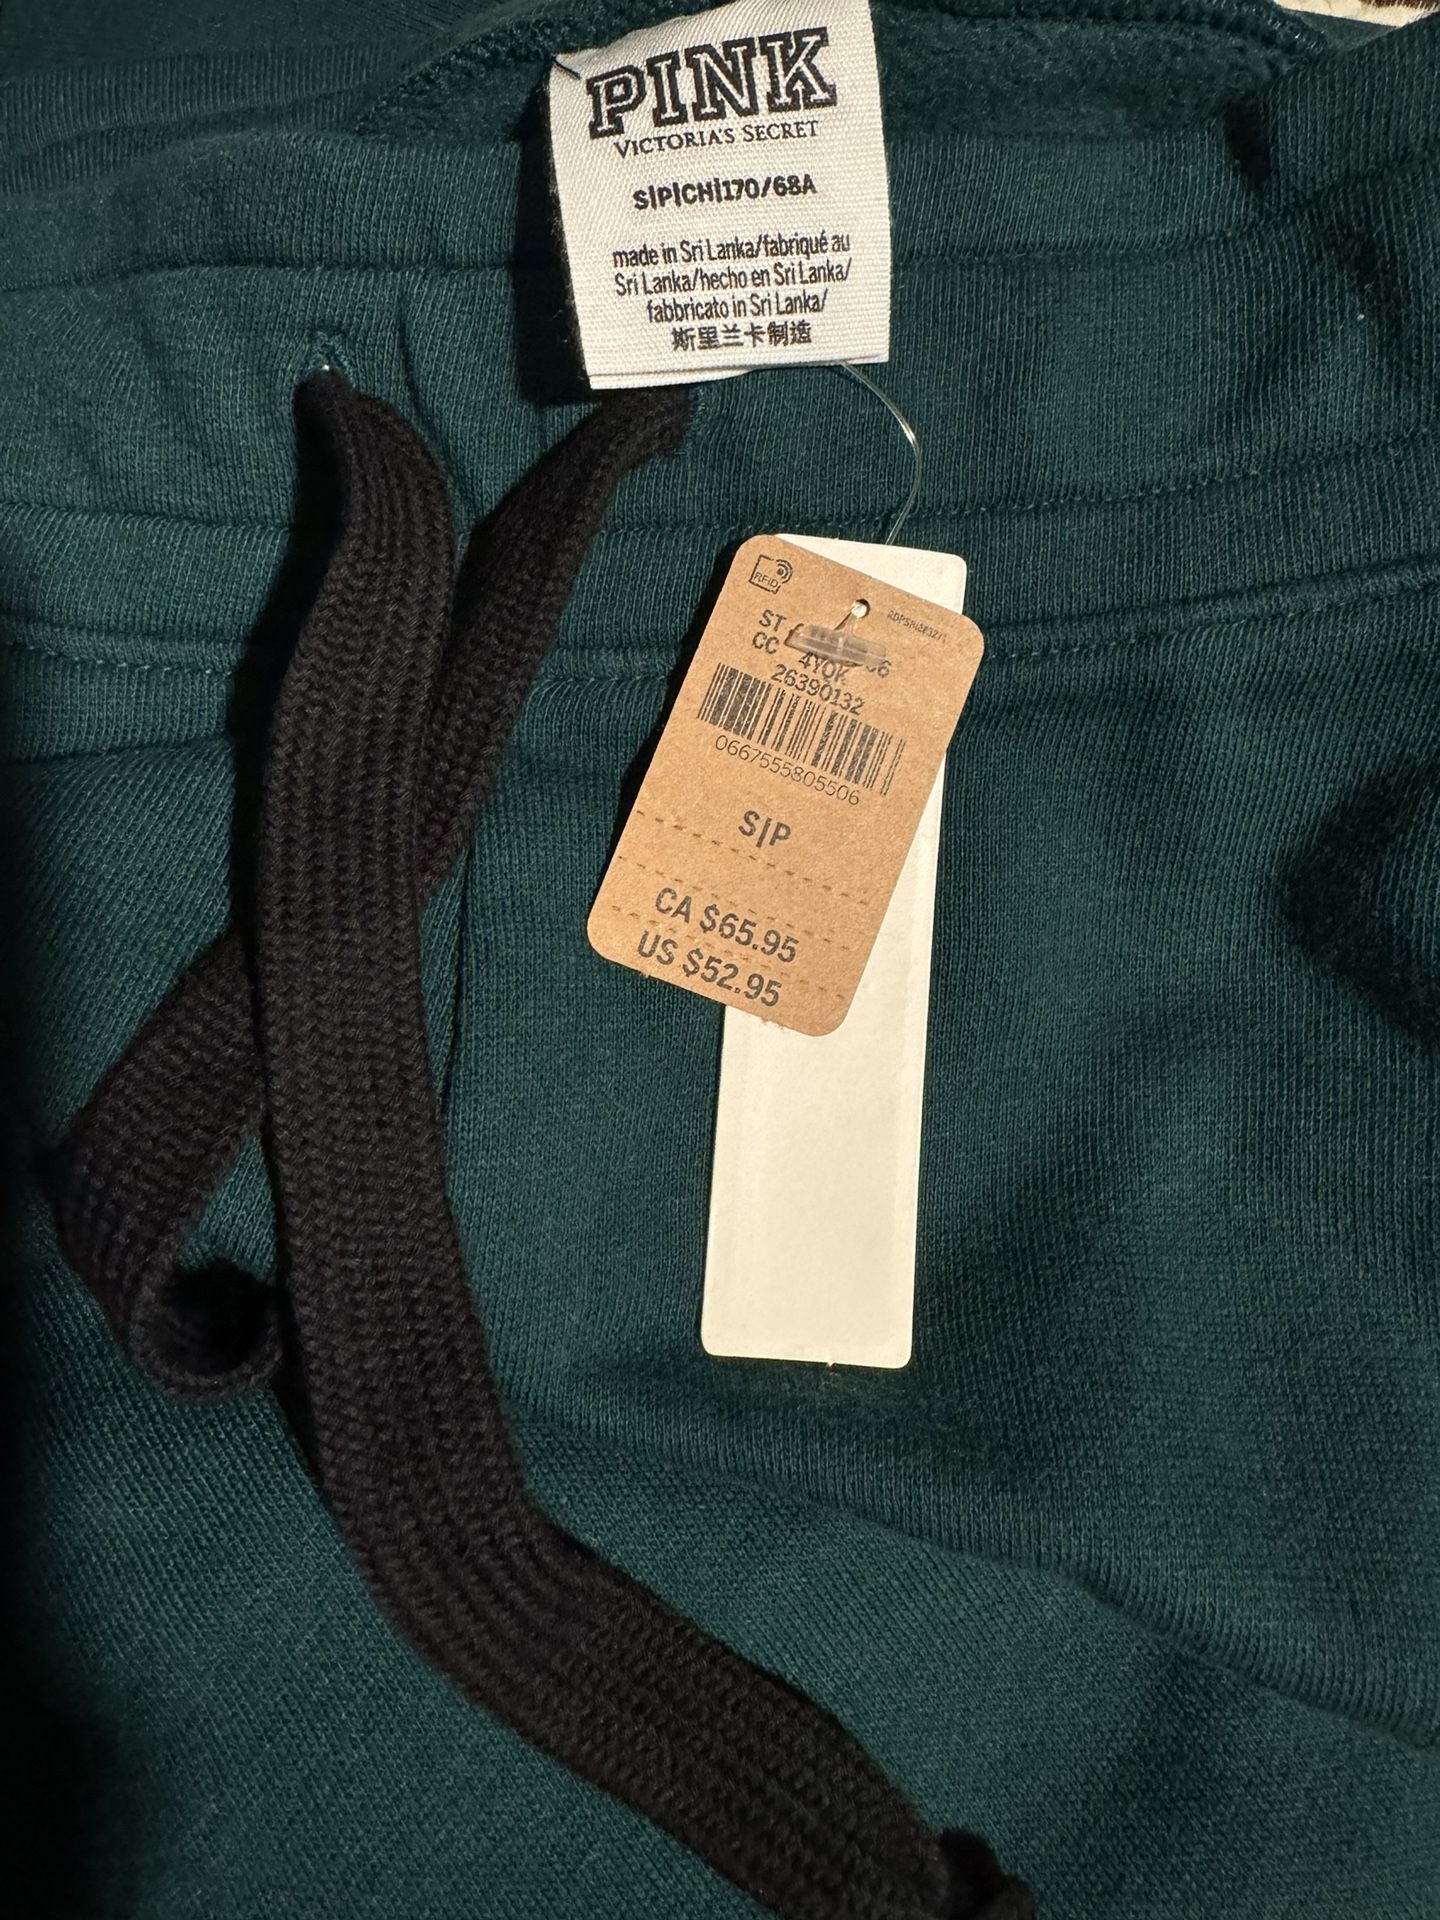 PINK
VICTORIA'S SECRET
S|P|CH|170/68A
made in Sri Lanka/fabriqué au
Sri Lanka/hecho en Sri Lanka/
fabbricato in Sri Lanka/
斯里兰卡制造
RFID
ST
CC 4YQK
26390132
0667555805506
S|P
CA $65.95
US $52.95